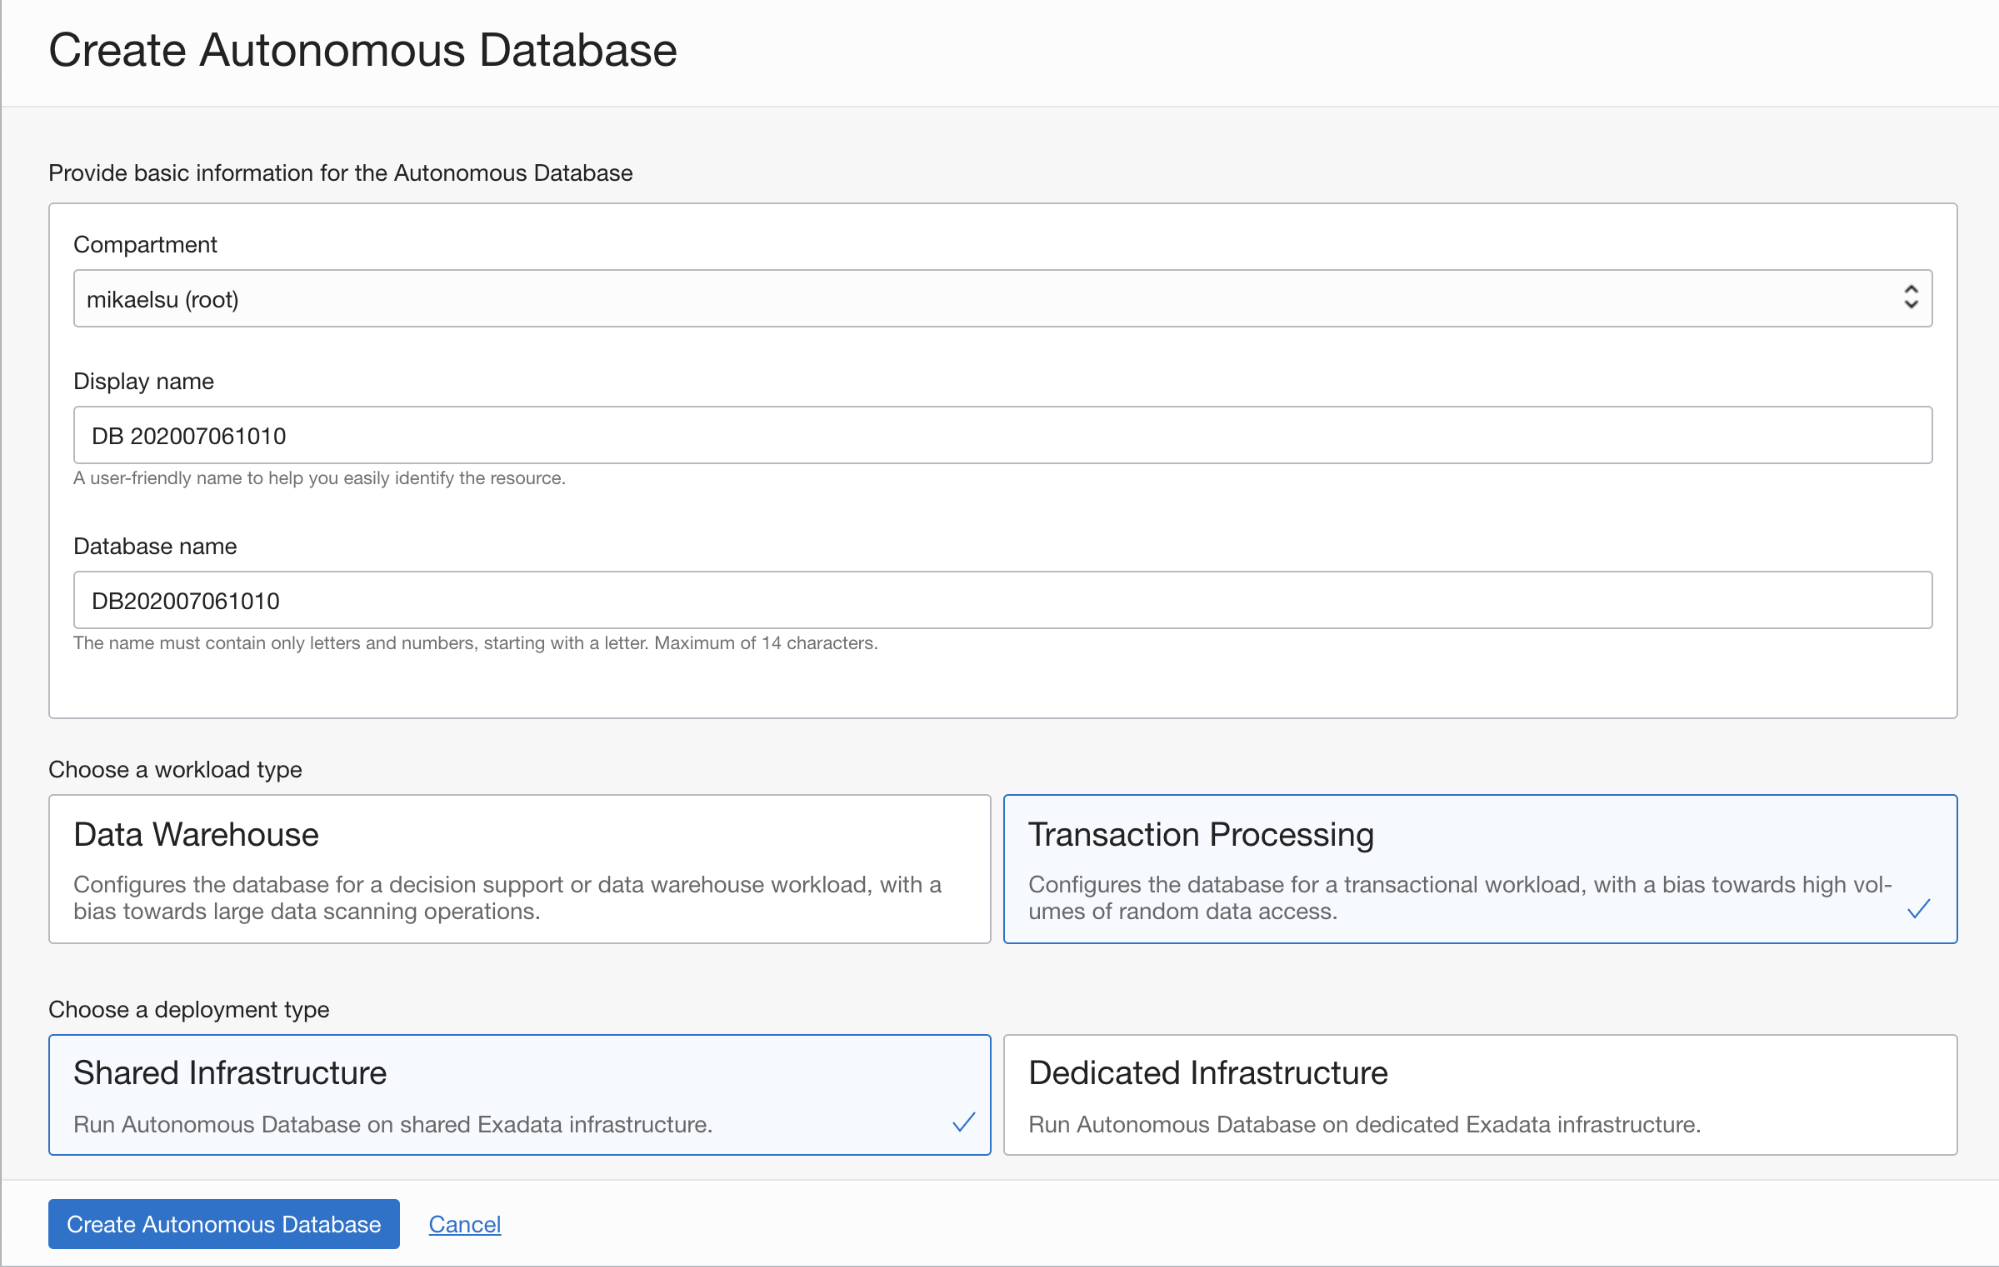 Create Autonomous Database
Provide basic information for the Autonomous Database
Compartment
mikaelsu (root)
Display name
DB 202007061010
A user-friendly name to help you easily identify the resource.
Database name
DB202007061010
The name must contain only letters and numbers, starting with a letter. Maximum of 14 characters.
Choose a workload type
Data Warehouse
Configures the database for a decision support or data warehouse workload, with a
bias towards large data scanning operations.
Transaction Processing
Configures the database for a transactional workload, with a bias towards high vol-
umes of random data access.
Choose a deployment type
Shared Infrastructure
Run Autonomous Database on shared Exadata infrastructure.
Dedicated Infrastructure
Run Autonomous Database on dedicated Exadata infrastructure.
Create Autonomous Database
Cancel